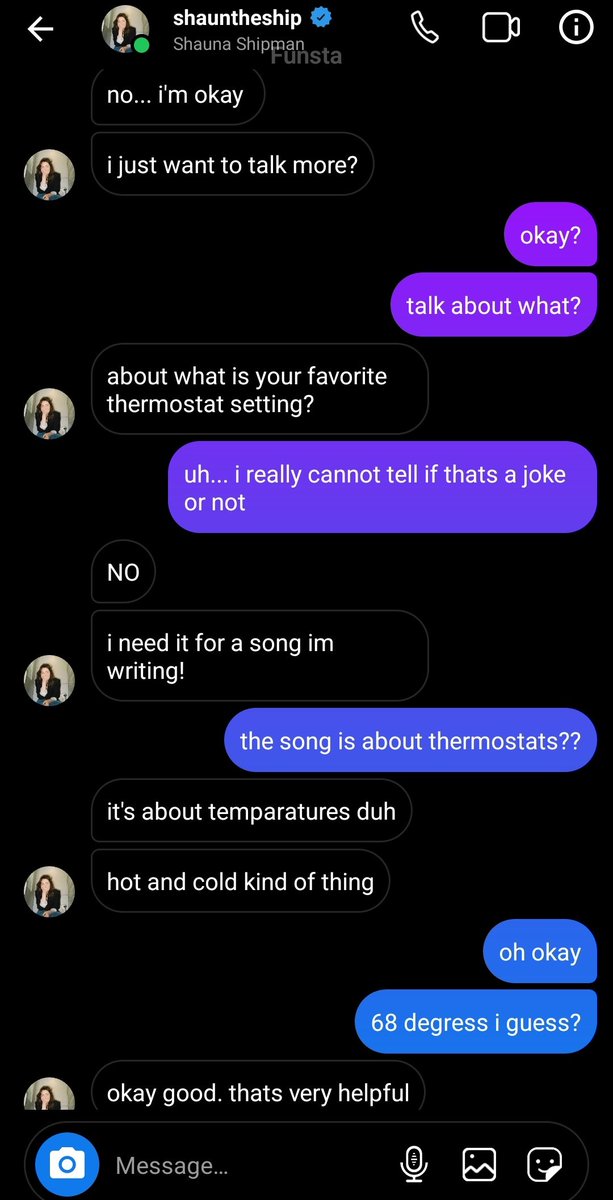 shauntheship
Shauna Shipman
Funsta
no... i'm okay
i just want to talk more?
okay?
talk about what?
about what is your favorite
thermostat setting?
uh... i really cannot tell if thats a joke
or not
NO
i need it for a song im
writing!
the song is about thermostats??
it's about temparatures duh
hot and cold kind of thing
oh okay
68 degress i guess?
okay good. thats very helpful
Message...